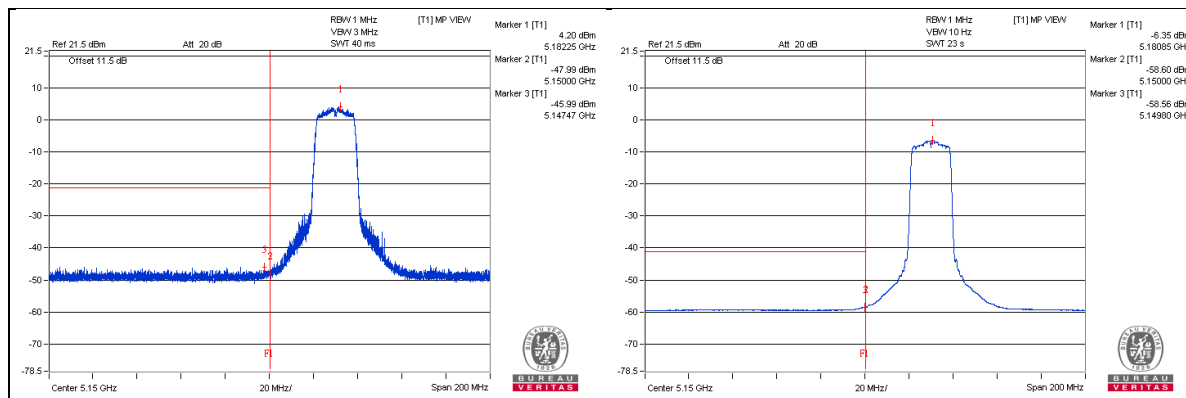 RBW 1 MHz [T1] MP VIEW
VBW 3 MHz
Ref 21.5 dBm Att 20 dB SWT 40 ms
21.5
Offset 11.5 dB
10
0
-10
-20
-30
-40
-50
-60
-70
-78.5
1
3
2
F1
Center 5.15 GHz 20 MHz/ Span 200 MHz
Marker 1 [T1]
4.20 dBm
5.18225 GHz
Marker 2 [T1]
-47.99 dBm
5.15000 GHz
Marker 3 [T1]
-45.99 dBm
5.14747 GHz
BUREAU VERITAS
1828
BUREAU
VERITAS
RBW 1 MHz [T1] MP VIEW
VBW 10 Hz
Ref 21.5 dBm Att 20 dB SWT 23 s
21.5
Offset 11.5 dB
10
0
-10
-20
-30
-40
-50
-60
-70
-78.5
1
2
F1
Center 5.15 GHz 20 MHz/ Span 200 MHz
Marker 1 [T1]
-6.35 dBm
5.18085 GHz
Marker 2 [T1]
-58.60 dBm
5.15000 GHz
Marker 3 [T1]
-58.56 dBm
5.14980 GHz
BUREAU VERITAS
1828
BUREAU
VERITAS